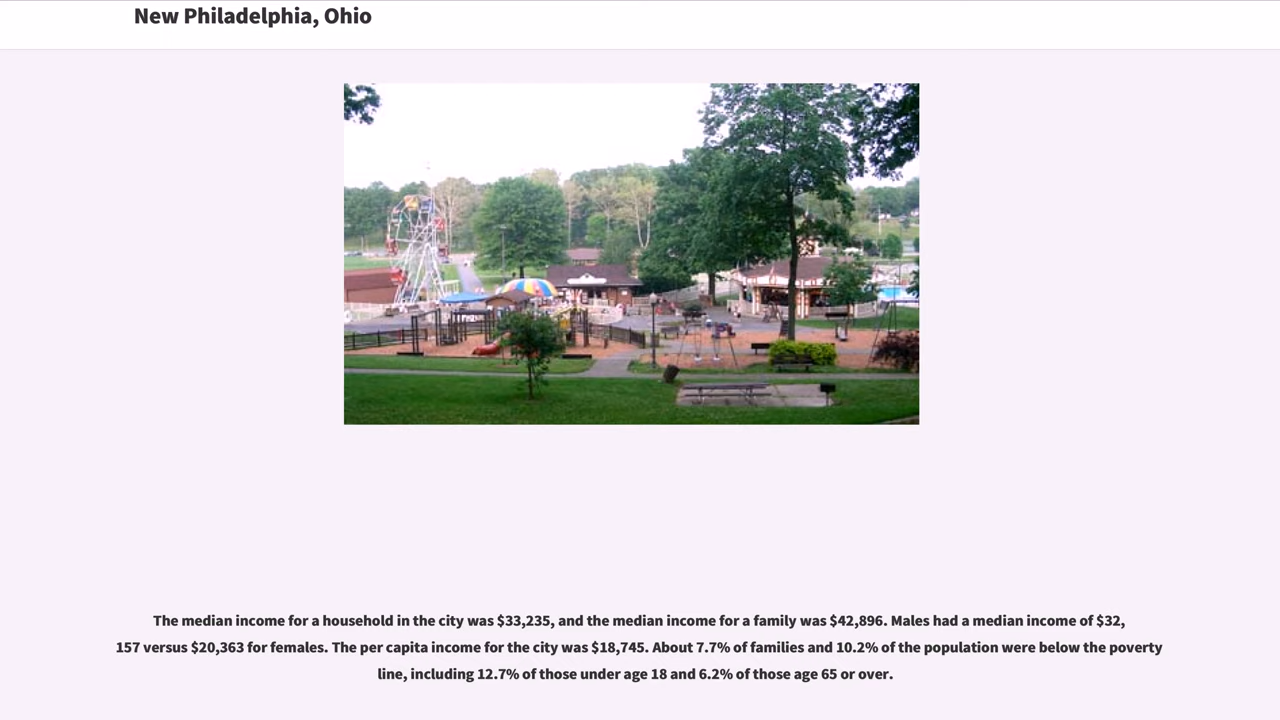 New Philadelphia, Ohio
The median income for a household in the city was $33,235, and the median income for a family was $42,896. Males had a median income of $32,
157 versus $20,363 for females. The per capita income for the city was $18,745. About 7.7% of families and 10.2% of the population were below the poverty
line, including 12.7% of those under age 18 and 6.2% of those age 65 or over.